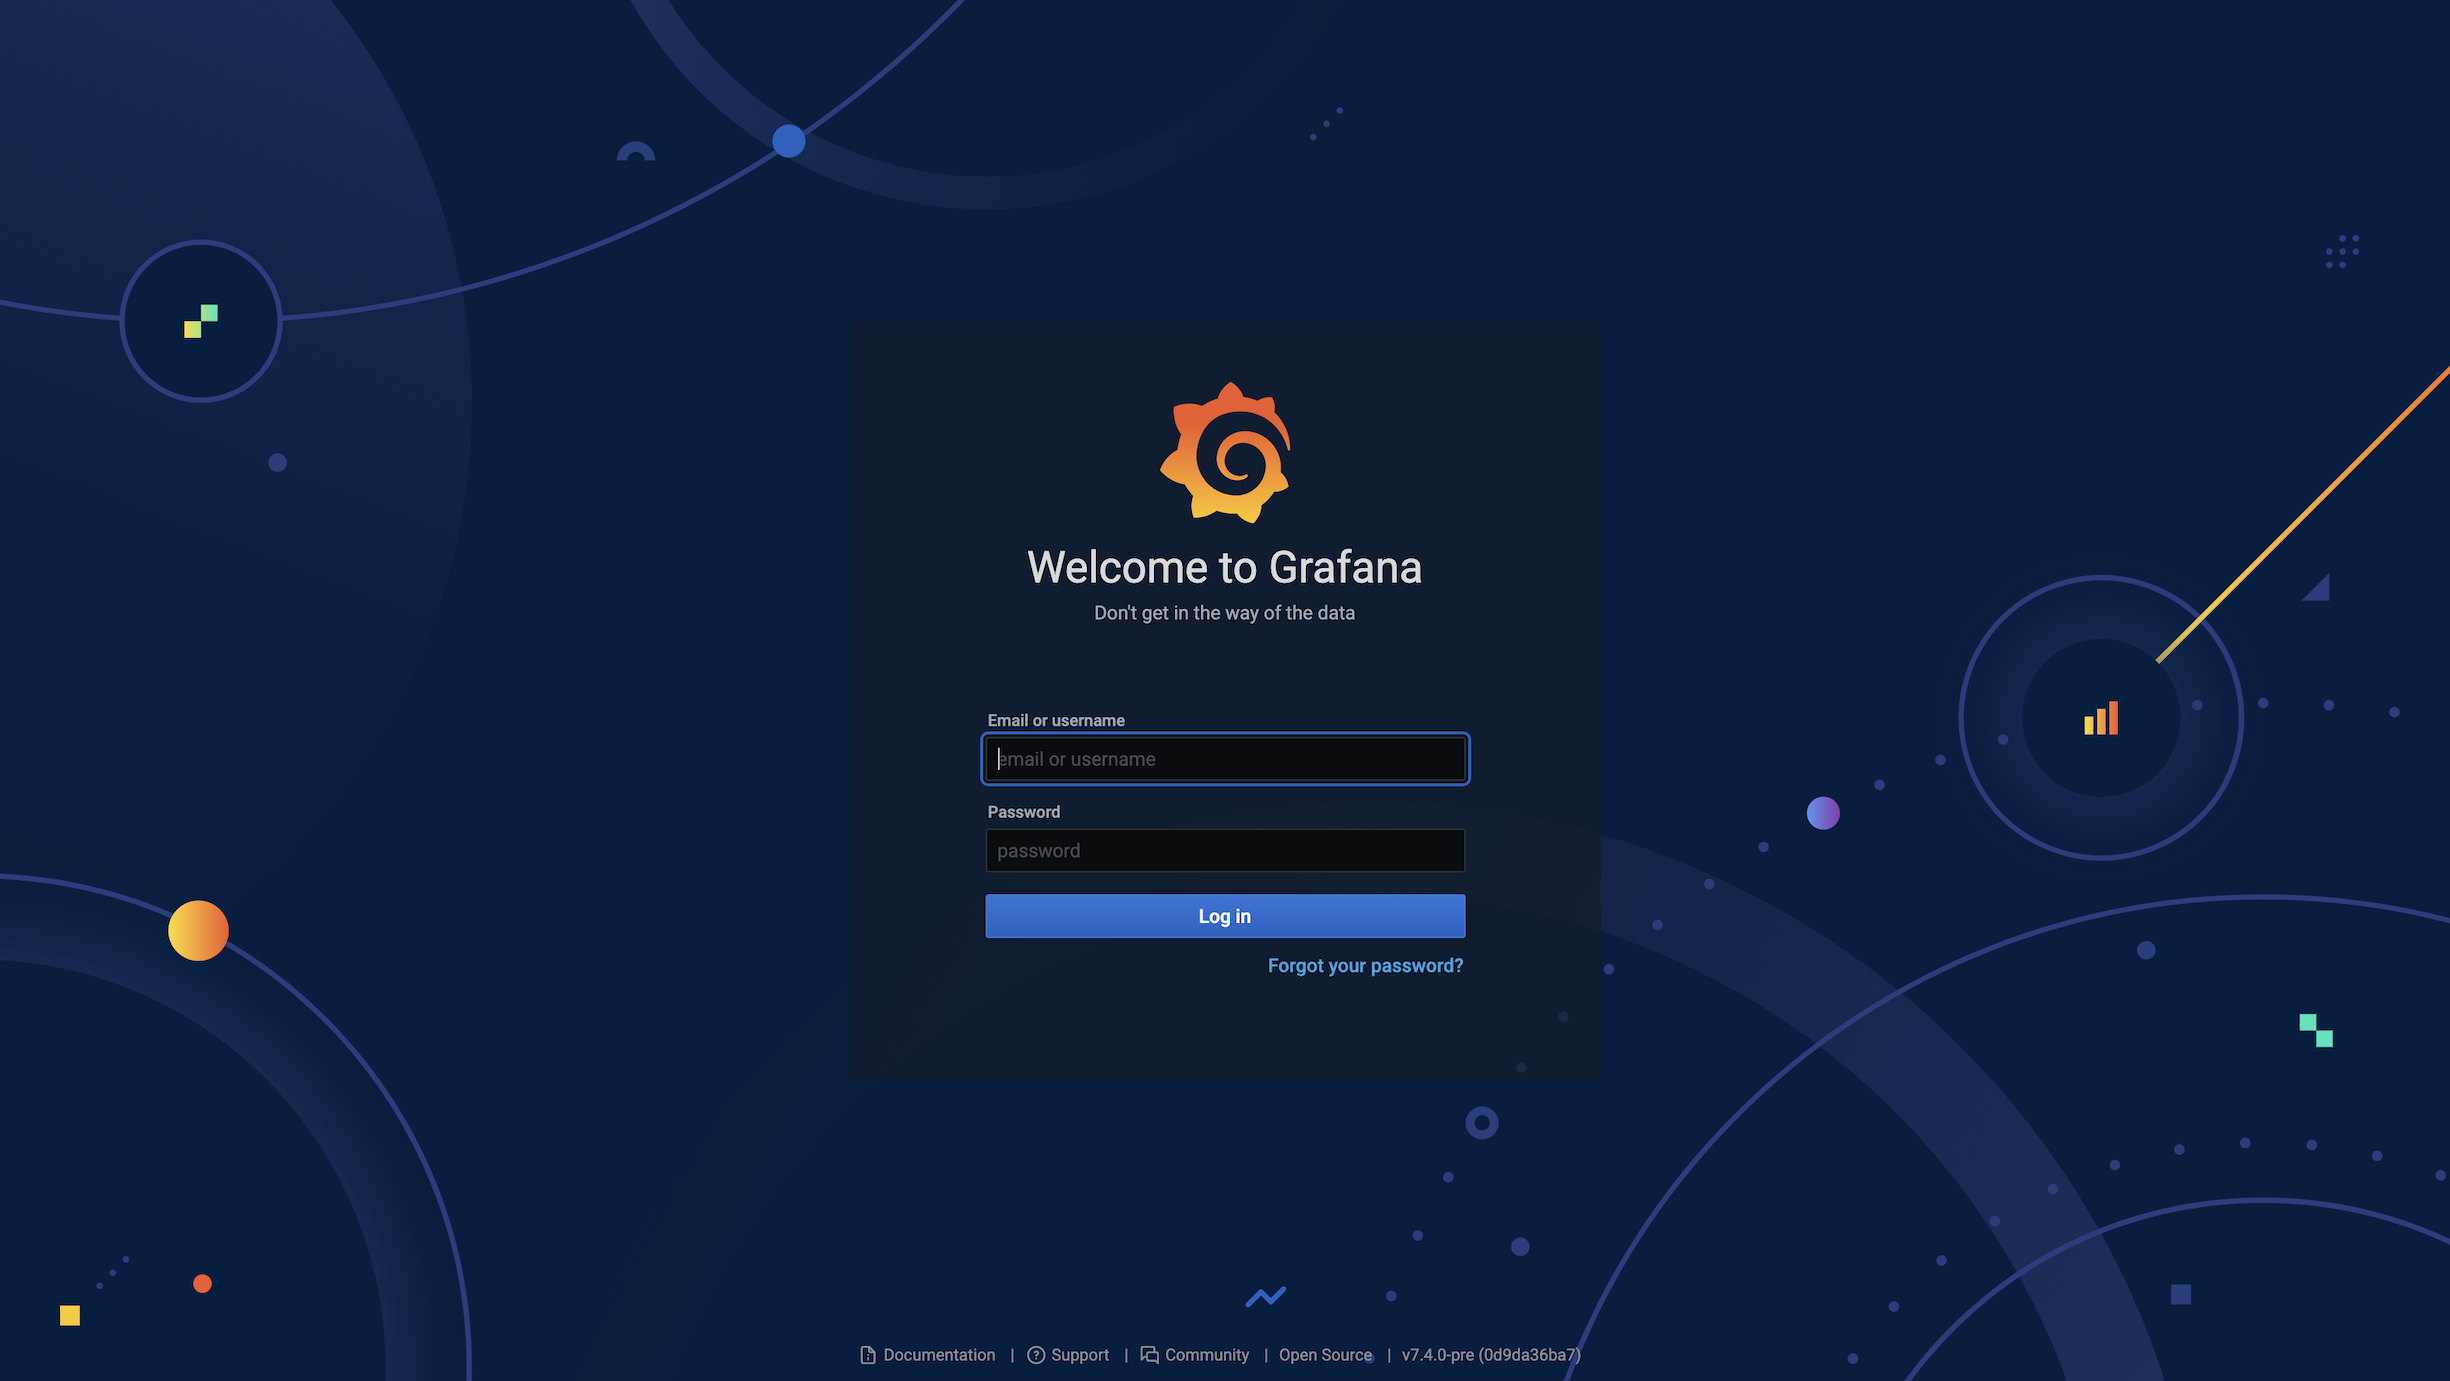 Welcome to Grafana
Don't get in the way of the data
Email or username
email or username
Password
password
Log in
Forgot your password?
Documentation | Support | Community | Open Source | v7.4.0-pre (0d9da36ba7)